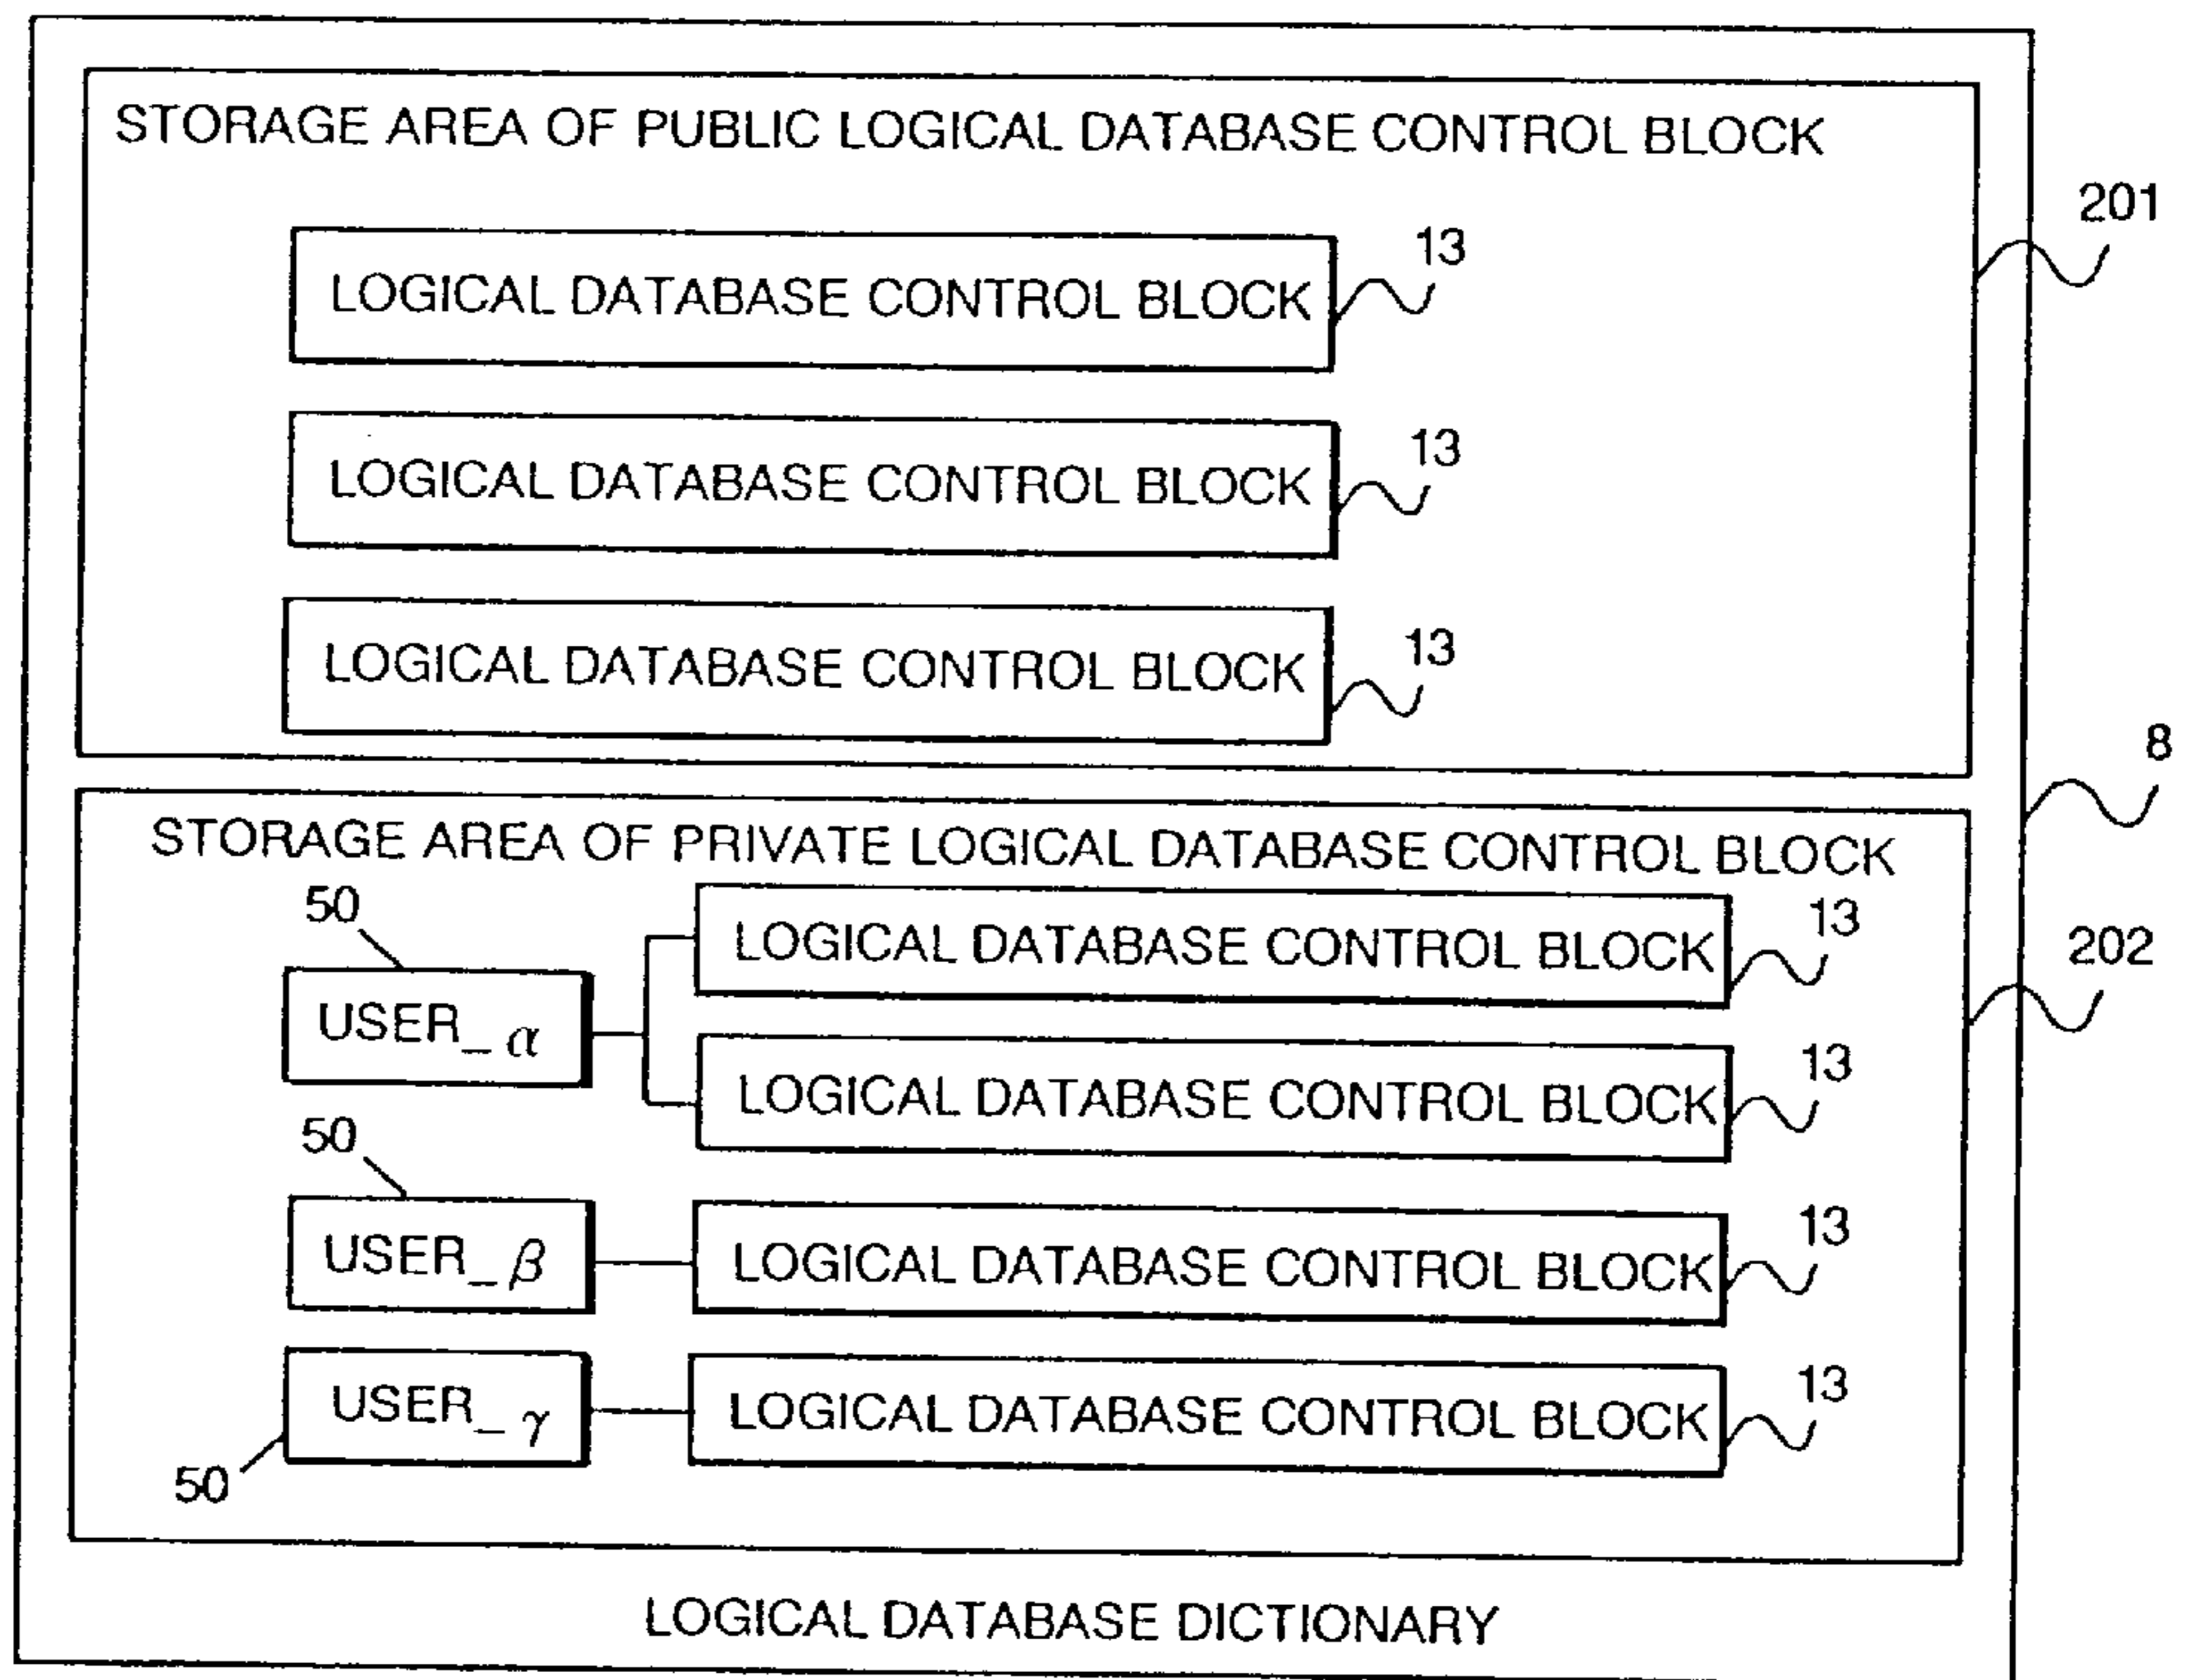 STORAGE AREA OF PUBLIC LOGICAL DATABASE CONTROL BLOCK
201
LOGICAL DATABASE CONTROL BLOCK
13
LOGICAL DATABASE CONTROL BLOCK
13
LOGICAL DATABASE CONTROL BLOCK
13
8
STORAGE AREA OF PRIVATE LOGICAL DATABASE CONTROL BLOCK
202
50
USER_α
LOGICAL DATABASE CONTROL BLOCK
13
LOGICAL DATABASE CONTROL BLOCK
13
50
USER_β
LOGICAL DATABASE CONTROL BLOCK
13
50
USER_γ
LOGICAL DATABASE CONTROL BLOCK
13
LOGICAL DATABASE DICTIONARY